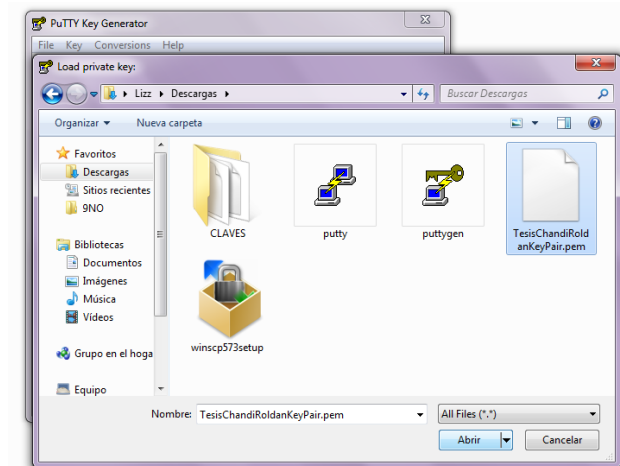 PuTTY Key Generator
File Key Conversions Help
Load private key:
Lizz Descargas
Buscar Descargas
Organizar
Nueva carpeta
Favoritos
Descargas
Sitios recientes
9NO
Bibliotecas
Documentos
Imágenes
Música
Vídeos
Grupo en el hoga
Equipo
CLAVES
putty
puttygen
TesisChandiRold
anKeyPair.pem
winscp573setup
Nombre: TesisChandiRoldanKeyPair.pem
All Files (*.*)
Abrir
Cancelar